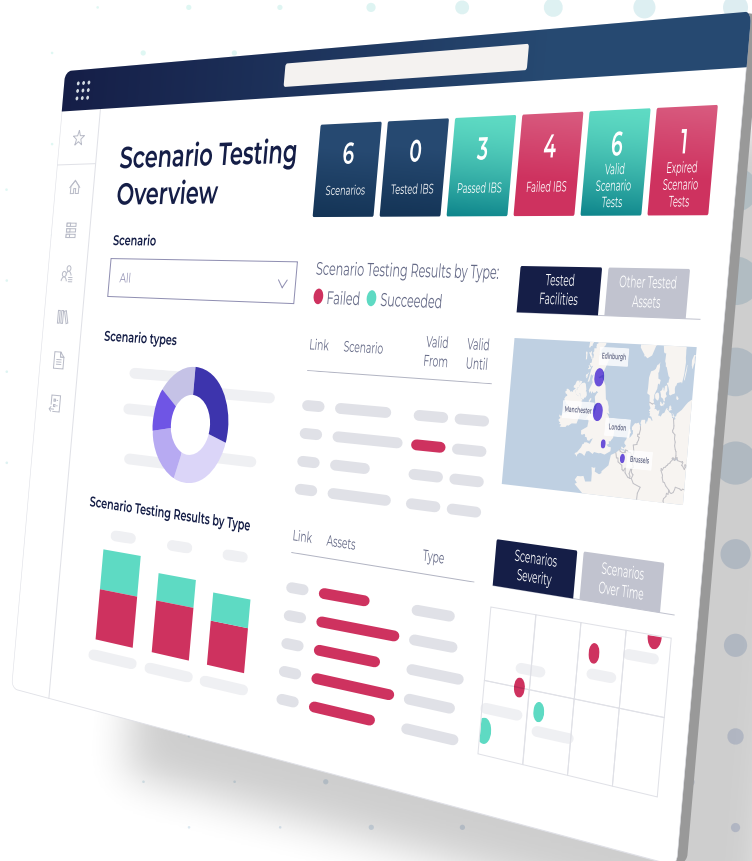 Scenario Testing
Overview
6
Scenarios
0
Tested IBS
3
Passed IBS
4
Failed IBS
6
Valid
Scenario
Tests
1
Expired
Scenario
Tests
Scenario
All
Scenario Testing Results by Type:
Failed
Succeeded
Tested
Facilities
Other Tested
Assets
Scenario types
Link
Scenario
Valid
From
Valid
Until
Edinburgh
Manchester
London
Brussels
Scenario Testing Results by Type
Link
Assets
Type
Scenarios
Severity
Scenarios
Over Time